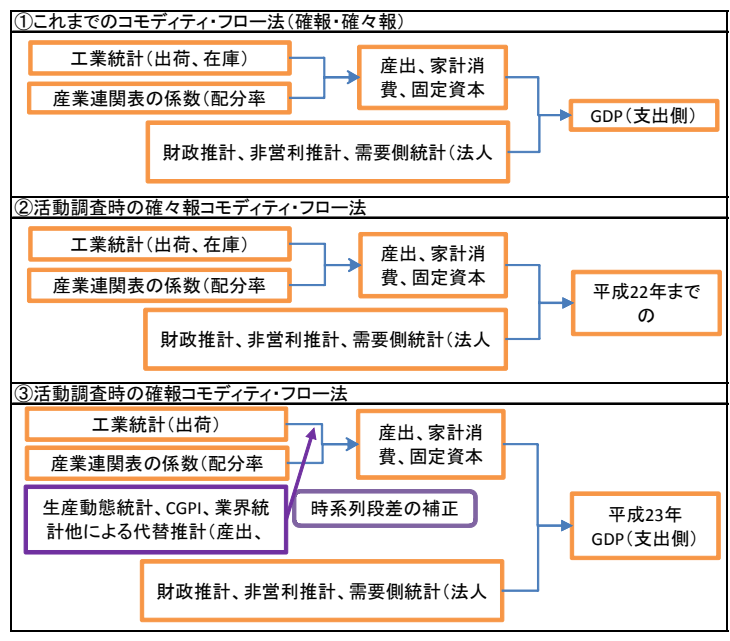 ①これまでのコモディティ・フロー法（確報・確々報）
工業統計（出荷、在庫）
産業連関表の係数（配分率
産出、家計消
費、固定資本
財政推計、非営利推計、需要側統計（法人
GDP（支出側）
②活動調査時の確々報コモディティ・フロー法
工業統計（出荷、在庫）
産業連関表の係数（配分率
産出、家計消
費、固定資本
財政推計、非営利推計、需要側統計（法人
平成22年まで
の
③活動調査時の確報コモディティ・フロー法
工業統計（出荷）
産業連関表の係数（配分率
生産動態統計、CGPI、業界統
計他による代替推計（産出、
時系列段差の補正
産出、家計消
費、固定資本
財政推計、非営利推計、需要側統計（法人
平成23年
GDP（支出側）